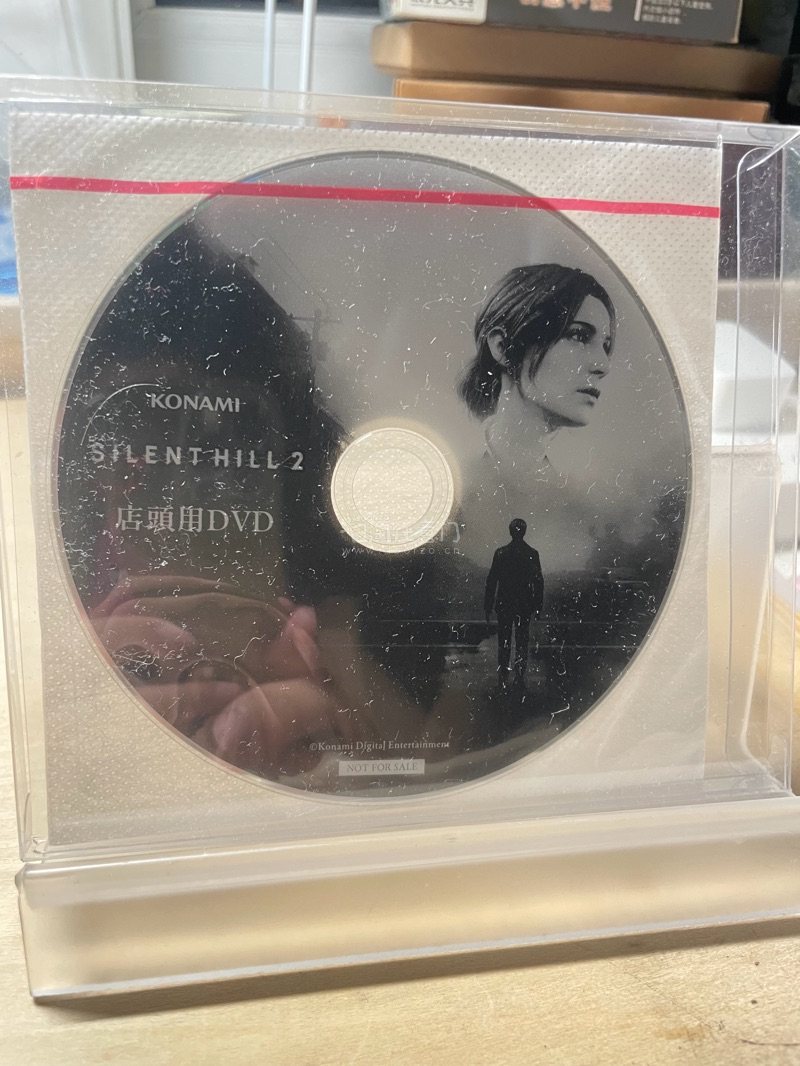 KONAMI
SILENT HILL 2
店頭用DVD
©Konami Digital Entertainment
NOT FOR SALE